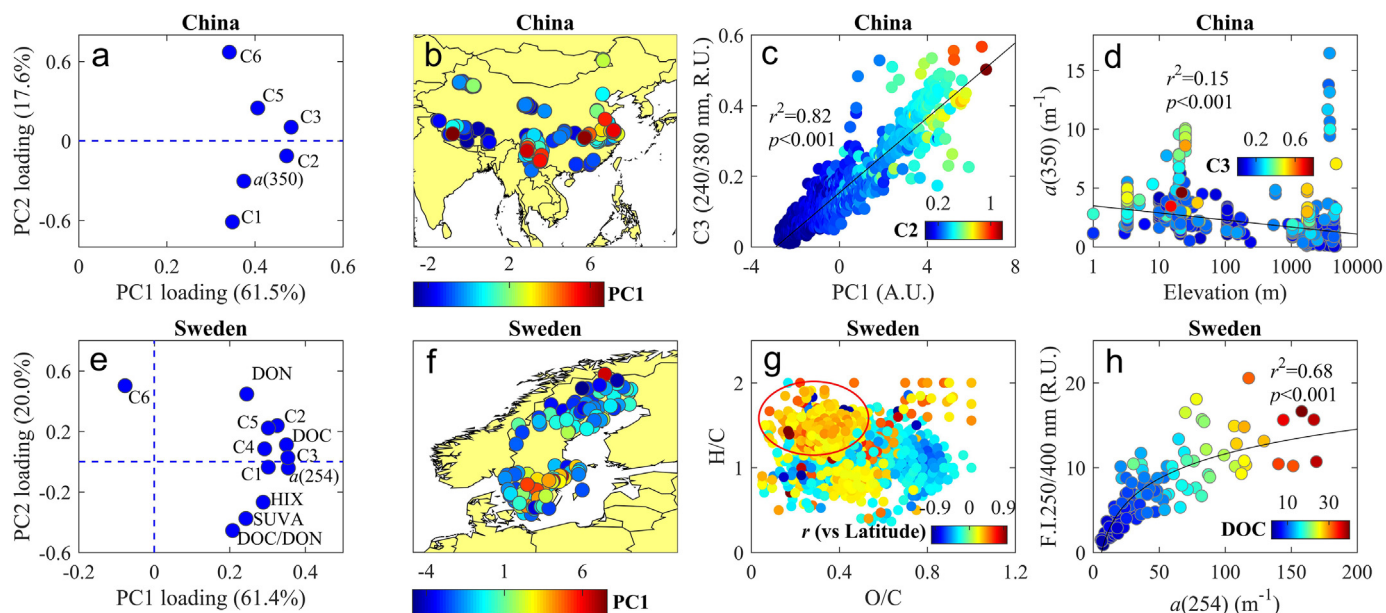 China
a
PC2 loading (17.6%)
0.6
0
-0.6
C6
C5
C3
C2
a(350)
C1
0 0.2 0.4 0.6
PC1 loading (61.5%)
China
b
-2 2 6
PC1
c
C3 (240/380 nm, R.U.)
0.6
0.4
0.2
0
r²=0.82
p<0.001
0.2 1
C2
-4 0 4 8
PC1 (A.U.)
China
d
a(350) (m⁻¹)
15
10
5
0
r²=0.15
p<0.001
0.2 0.6
C3
1 10 100 1000 10000
Elevation (m)
Sweden
e
PC2 loading (20.0%)
0.6
0.2
-0.2
-0.6
C6
DON
C5
C2
C4
DOC
C3
C1
a(254)
HIX
SUVA
DOC/DON
-0.2 0 0.2 0.4
PC1 loading (61.4%)
Sweden
f
-4 1 5
PC1
Sweden
g
H/C
2
1
0
-0.9 0.9
r (vs Latitude)
0 0.4 0.8 1.2
O/C
Sweden
h
F.I.250/400 nm (R.U.)
20
10
0
r²=0.68
p<0.001
10 30
DOC
0 50 100 150 200
a(254) (m⁻¹)